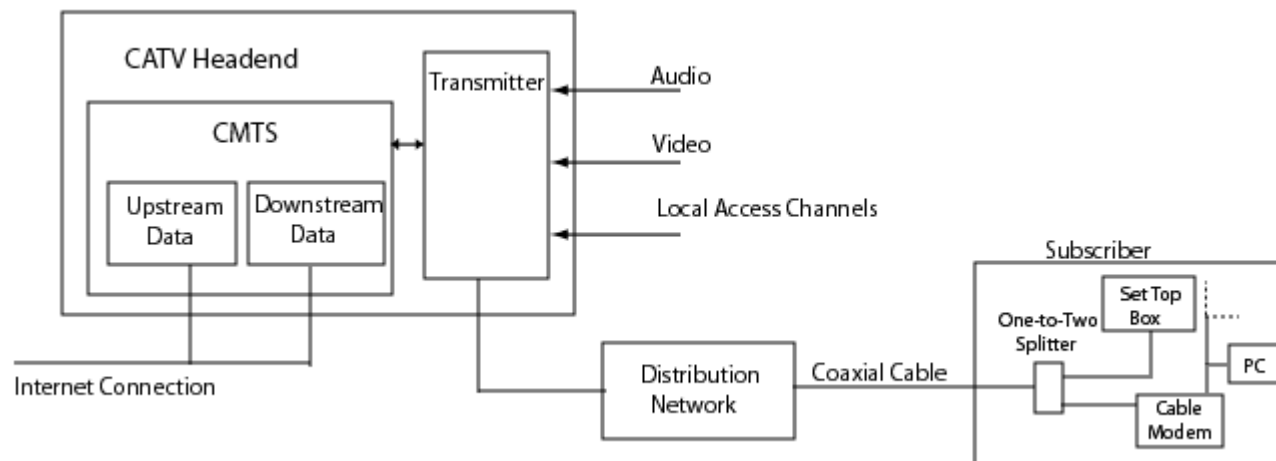 CATV Headend
Transmitter
CMTS
Upstream
Data
Downstream
Data
Audio
Video
Local Access Channels
Internet Connection
Distribution
Network
Coaxial Cable
Subscriber
One-to-Two
Splitter
Set Top
Box
PC
Cable
Modem